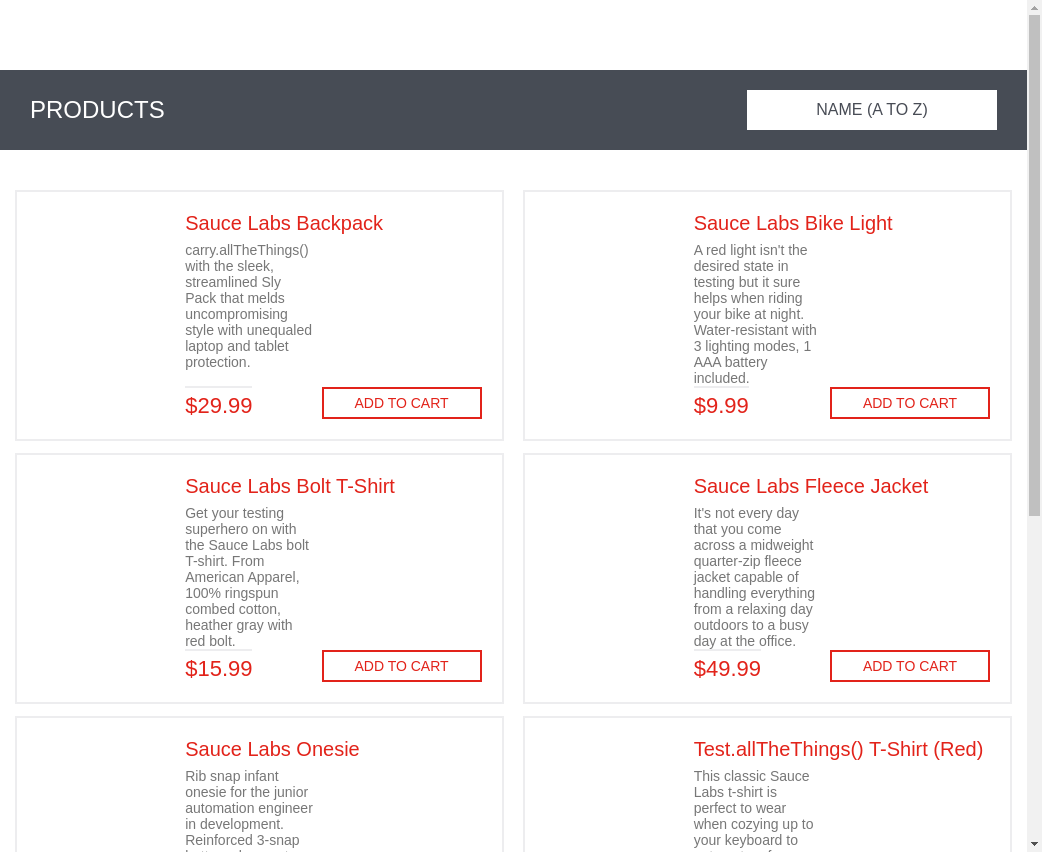 PRODUCTS
NAME (A TO Z)
Sauce Labs Backpack
carry.allTheThings()
with the sleek,
streamlined Sly
Pack that melds
uncompromising
style with unequaled
laptop and tablet
protection.
$29.99
ADD TO CART
Sauce Labs Bike Light
A red light isn't the
desired state in
testing but it sure
helps when riding
your bike at night.
Water-resistant with
3 lighting modes, 1
AAA battery
included.
$9.99
ADD TO CART
Sauce Labs Bolt T-Shirt
Get your testing
superhero on with
the Sauce Labs bolt
T-shirt. From
American Apparel,
100% ringspun
combed cotton,
heather gray with
red bolt.
$15.99
ADD TO CART
Sauce Labs Fleece Jacket
It's not every day
that you come
across a midweight
quarter-zip fleece
jacket capable of
handling everything
from a relaxing day
outdoors to a busy
day at the office.
$49.99
ADD TO CART
Sauce Labs Onesie
Rib snap infant
onesie for the junior
automation engineer
in development.
Reinforced 3-snap
Test.allTheThings() T-Shirt (Red)
This classic Sauce
Labs t-shirt is
perfect to wear
when cozying up to
your keyboard to